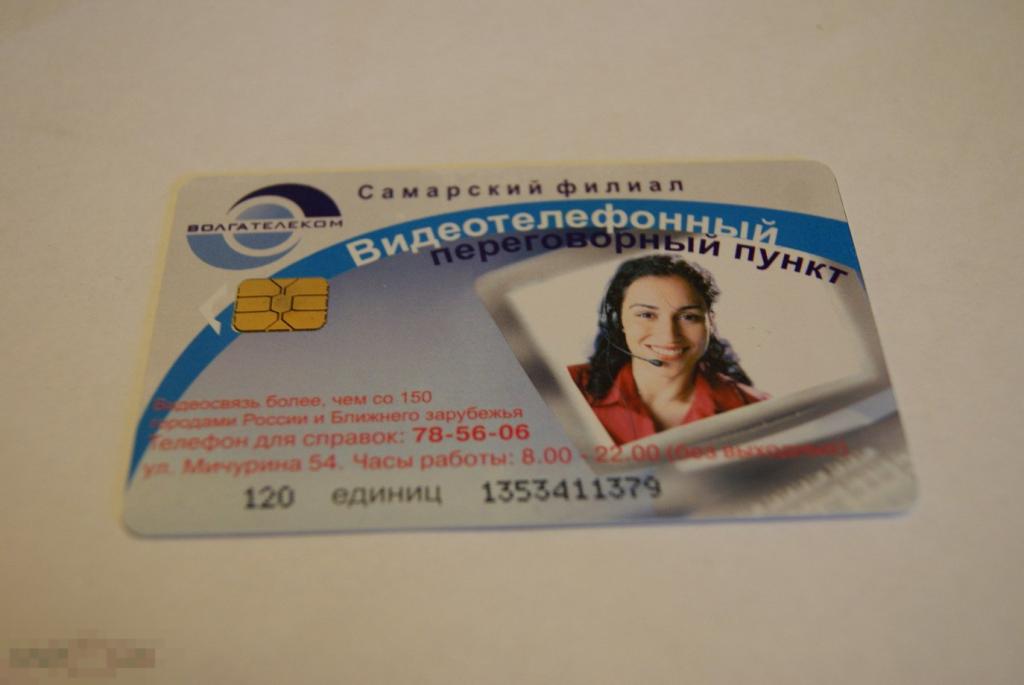 Самарский филиал
ВОЛГАТЕЛЕКОМ
Видеотелефонный
переговорный пункт
Видеосвязь более, чем со 150
городами России и Ближнего зарубежья
Телефон для справок: 78-56-06
ул. Мичурина 54. Часы работы: 8.00 - 22.00 (без выходных)
120 единиц 1353411379